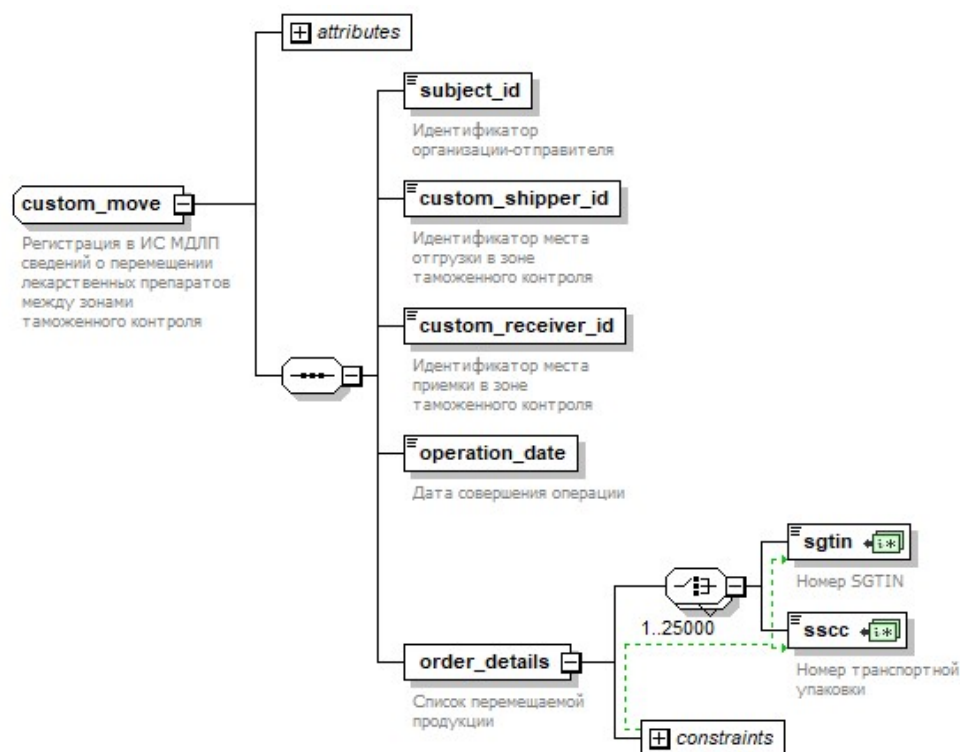 attributes
subject_id
Идентификатор
организации-отправителя
custom_move
Регистрация в ИС МДЛП
сведений о перемещении
лекарственных препаратов
между зонами
таможенного контроля
custom_shipper_id
Идентификатор места
отгрузки в зоне
таможенного контроля
custom_receiver_id
Идентификатор места
приемки в зоне
таможенного контроля
operation_date
Дата совершения операции
order_details
Список перемещаемой
продукции
1..25000
sgtin i*
Номер SGTIN
sscc i*
Номер транспортной
упаковки
constraints